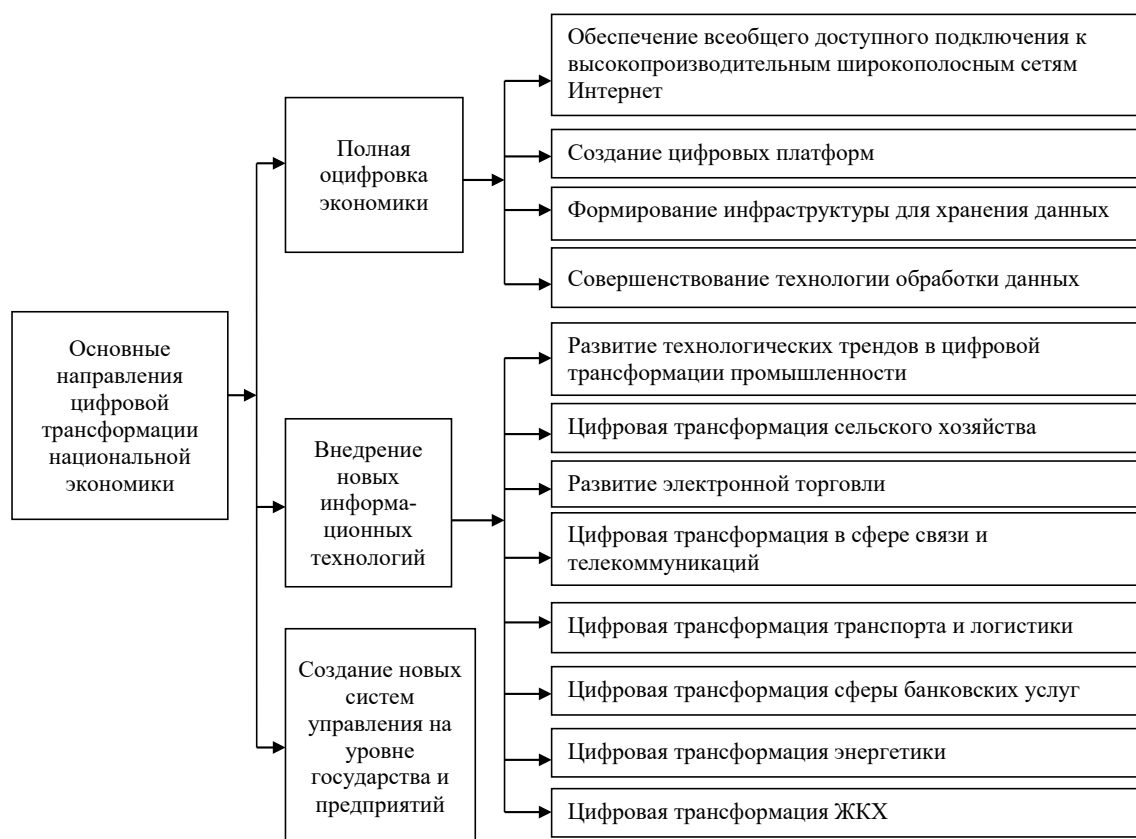 Основные
направления
цифровой
трансформации
национальной
экономики
Полная
оцифровка
экономики
Обеспечение всеобщего доступного подключения к
высокопроизводительным широкополосным сетям
Интернет
Создание цифровых платформ
Формирование инфраструктуры для хранения данных
Совершенствование технологии обработки данных
Внедрение
новых
информа-
ционных
технологий
Развитие технологических трендов в цифровой
трансформации промышленности
Цифровая трансформация сельского хозяйства
Развитие электронной торговли
Цифровая трансформация в сфере связи и
телекоммуникаций
Цифровая трансформация транспорта и логистики
Цифровая трансформация сферы банковских услуг
Цифровая трансформация энергетики
Цифровая трансформация ЖКХ
Создание новых
систем
управления на
уровне
государства и
предприятий